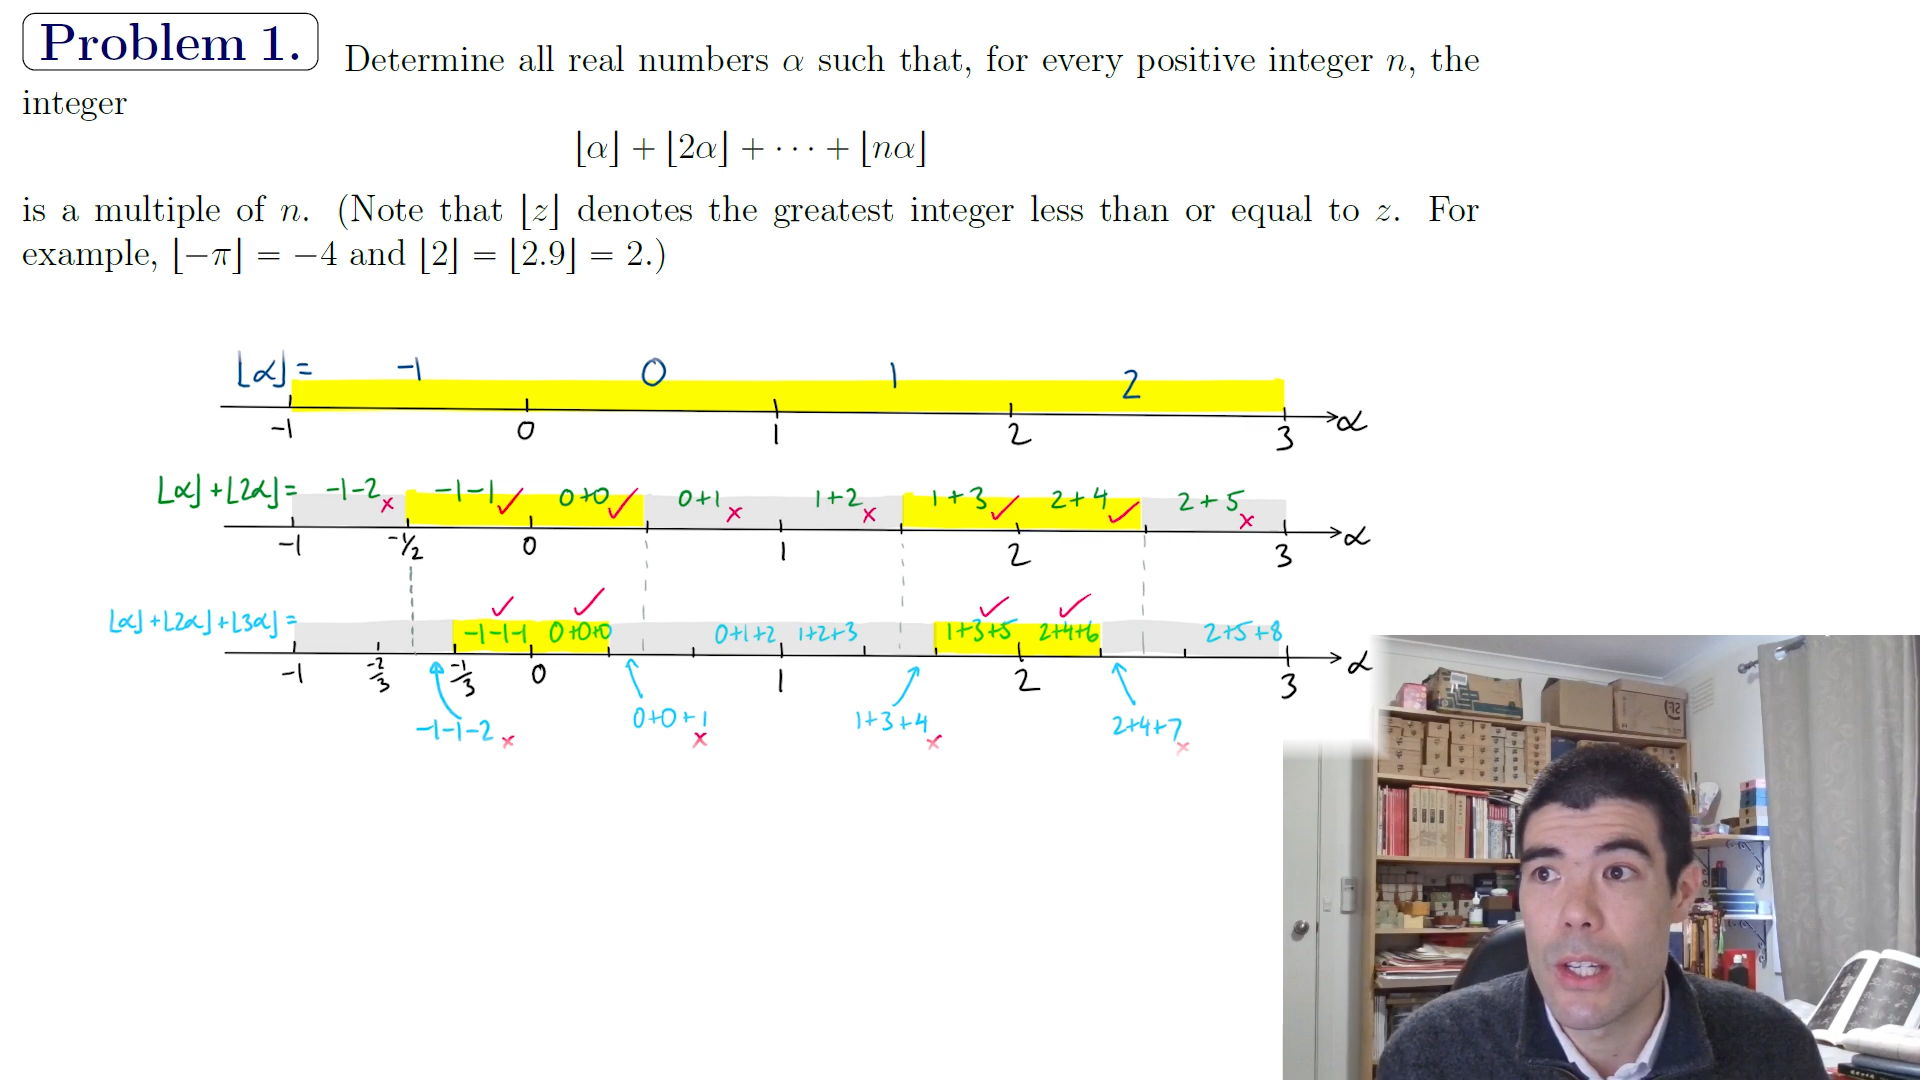 Problem 1. Determine all real numbers α such that, for every positive integer n, the
integer
⌊α⌋ + ⌊2α⌋ + · · · + ⌊nα⌋
is a multiple of n. (Note that ⌊z⌋ denotes the greatest integer less than or equal to z. For
example, ⌊−π⌋ = −4 and ⌊2⌋ = ⌊2.9⌋ = 2.)
⌊α⌋= -1 0 1 2
-1 0 1 2 3 α
⌊α⌋+⌊2α⌋= -1-2 × -1-1 ✓ 0+0 ✓ 0+1 × 1+2 × 1+3 ✓ 2+4 ✓ 2+5 ×
-1 -1/2 0 1 2 3 α
✓ ✓ ✓ ✓
⌊α⌋+⌊2α⌋+⌊3α⌋= -1-1-1 0+0+0 0+1+2 1+2+3 1+3+5 2+4+6 2+5+8
-1 -2/3 -1/3 0 1 2 3 α
-1-1-2 × 0+0+1 × 1+3+4 × 2+4+7 ×